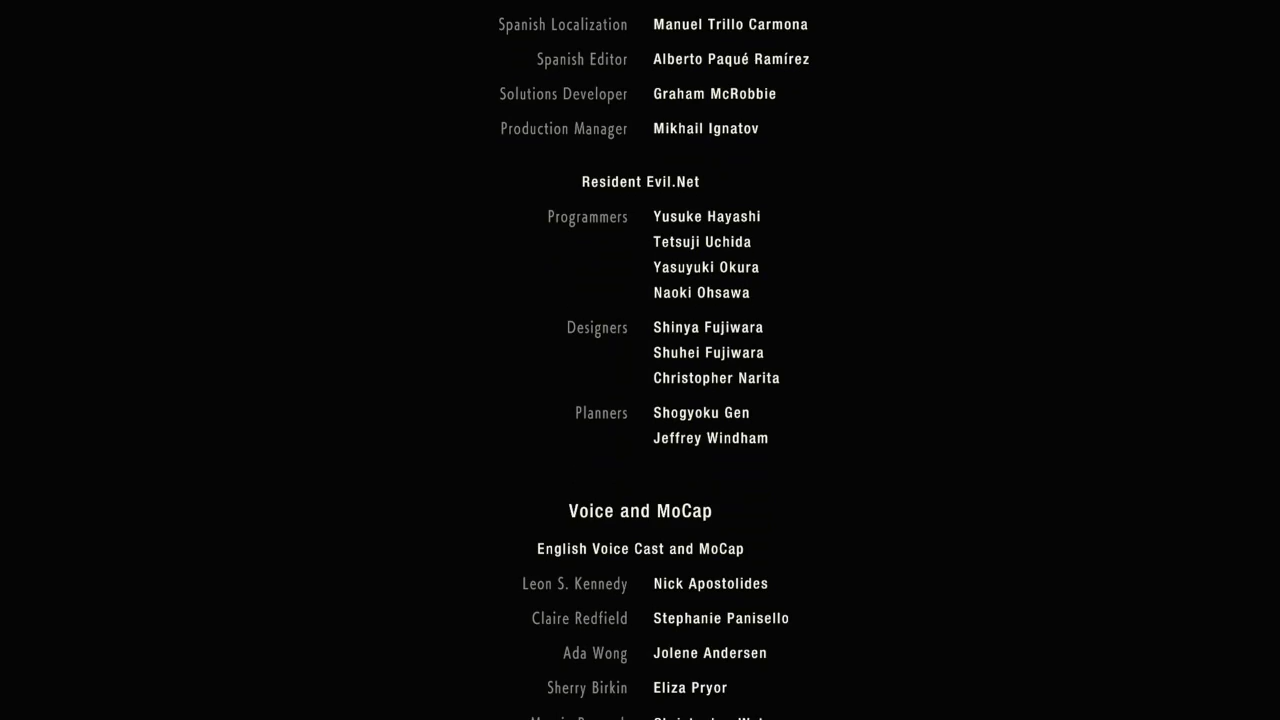 Spanish Localization Manuel Trillo Carmona
Spanish Editor Alberto Paqué Ramírez
Solutions Developer Graham McRobbie
Production Manager Mikhail Ignatov
Resident Evil.Net
Programmers Yusuke Hayashi
Tetsuji Uchida
Yasuyuki Okura
Naoki Ohsawa
Designers Shinya Fujiwara
Shuhei Fujiwara
Christopher Narita
Planners Shogyoku Gen
Jeffrey Windham
Voice and MoCap
English Voice Cast and MoCap
Leon S. Kennedy Nick Apostolides
Claire Redfield Stephanie Panisello
Ada Wong Jolene Andersen
Sherry Birkin Eliza Pryor